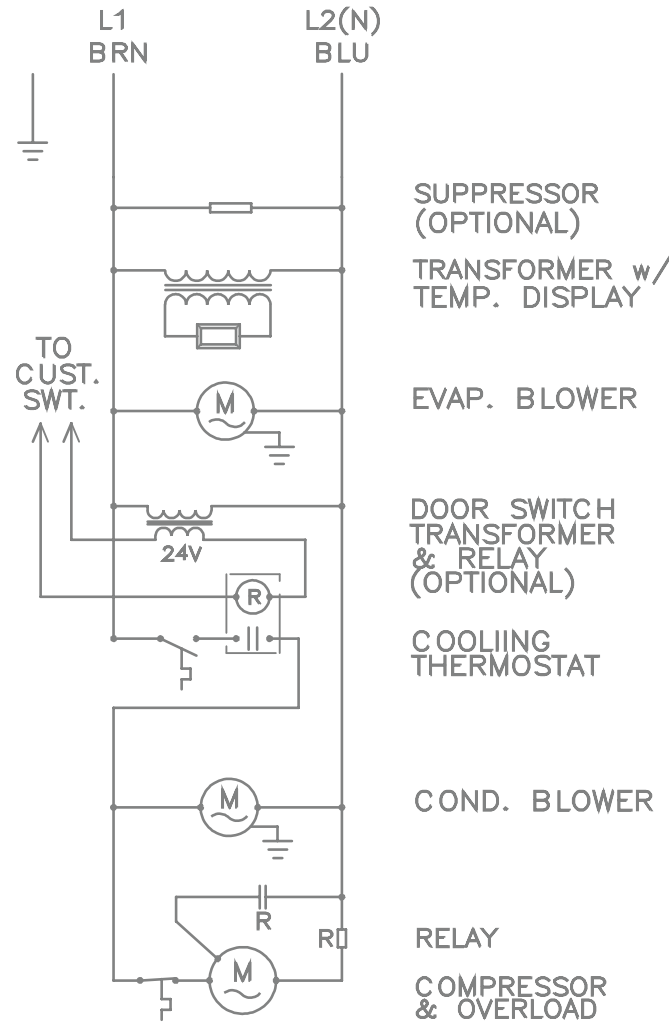 L1
BRN
L2(N)
BLU
SUPPRESSOR
(OPTIONAL)
TRANSFORMER w/
TEMP. DISPLAY
TO
CUST.
SWT.
M
EVAP. BLOWER
DOOR SWITCH
TRANSFORMER
& RELAY
(OPTIONAL)
24V
R
COOLIING
THERMOSTAT
M
COND. BLOWER
R
R
RELAY
M
COMPRESSOR
& OVERLOAD